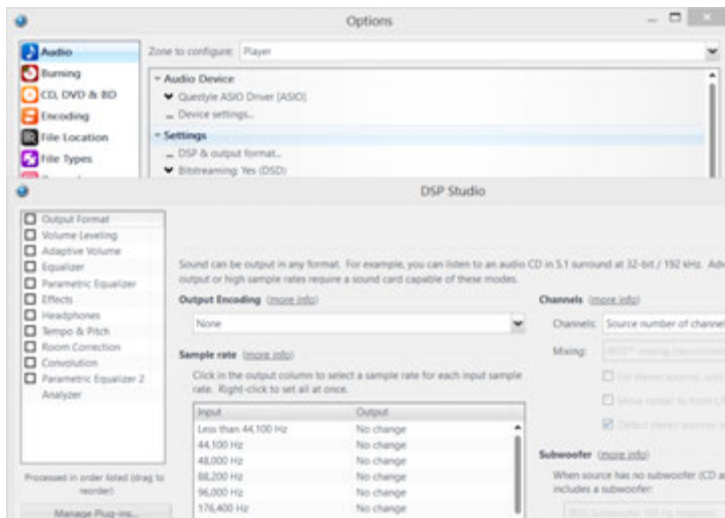 Options
Audio
Burning
CD, DVD & BD
Encoding
File Location
File Types
Zone to configure: Player
Audio Device
Questyle ASIO Driver [ASIO]
Device settings...
Settings
DSP & output format...
Bitstreaming: Yes (DSD)
DSP Studio
Output Format
Volume Leveling
Adaptive Volume
Equalizer
Parametric Equalizer
Effects
Headphones
Tempo & Pitch
Room Correction
Convolution
Parametric Equalizer 2
Analyzer
Processed in order listed (drag to
reorder)
Manage Plug-ins...
Sound can be output in any format. For example, you can listen to an audio CD in 5.1 surround at 32-bit / 192 kHz.
output or high sample rates require a sound card capable of these modes.
Output Encoding (more info)
None
Sample rate (more info)
Click in the output column to select a sample rate for each input sample
rate. Right-click to set all at once.
Input Output
Less than 44,100 Hz No change
44,100 Hz No change
48,000 Hz No change
88,200 Hz No change
96,000 Hz No change
176,400 Hz No change
Channels (more info)
Channels: Source number of channel
Mixing:
Subwoofer (more info)
When source has no subwoofer (CD
includes a subwoofer: